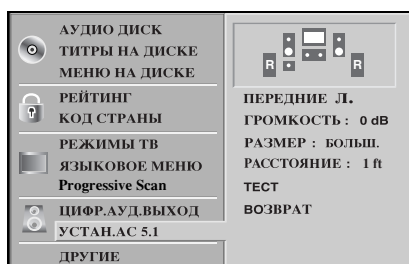 АУДИО ДИСК
ТИТРЫ НА ДИСКЕ
МЕНЮ НА ДИСКЕ
РЕЙТИНГ
КОД СТРАНЫ
РЕЖИМЫ ТВ
ЯЗЫКОВОЕ МЕНЮ
Progressive Scan
ЦИФР.АУД.ВЫХОД
УСТАН.АС 5.1
ДРУГИЕ
R R
ПЕРЕДНИЕ Л.
ГРОМКОСТЬ : 0 dB
РАЗМЕР : БОЛЬШ.
РАССТОЯНИЕ : 1 ft
ТЕСТ
ВОЗВРАТ